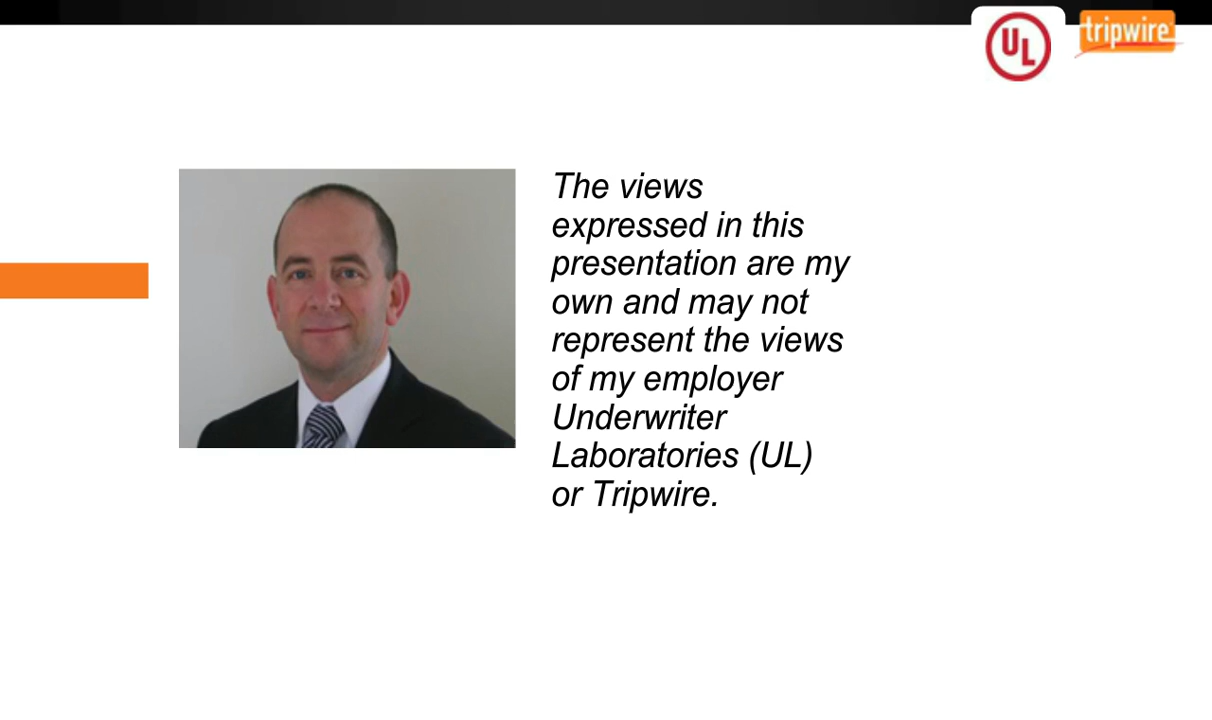 UL
tripwire
The views
expressed in this
presentation are my
own and may not
represent the views
of my employer
Underwriter
Laboratories (UL)
or Tripwire.